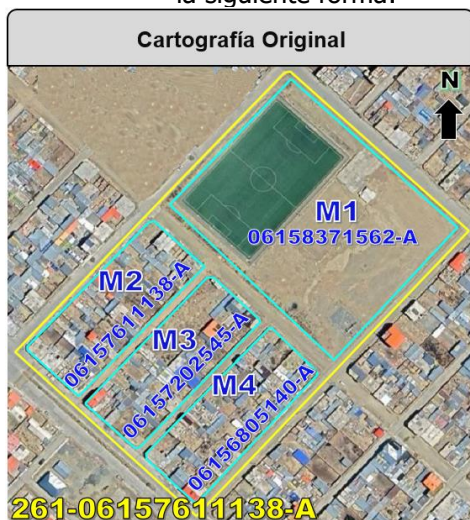 la siguiente forma:
Cartografía Original
N
M1
06158371562-A
M2
06157611138-A
M3
06157202545-A
M4
06156805140-A
261-06157611138-A